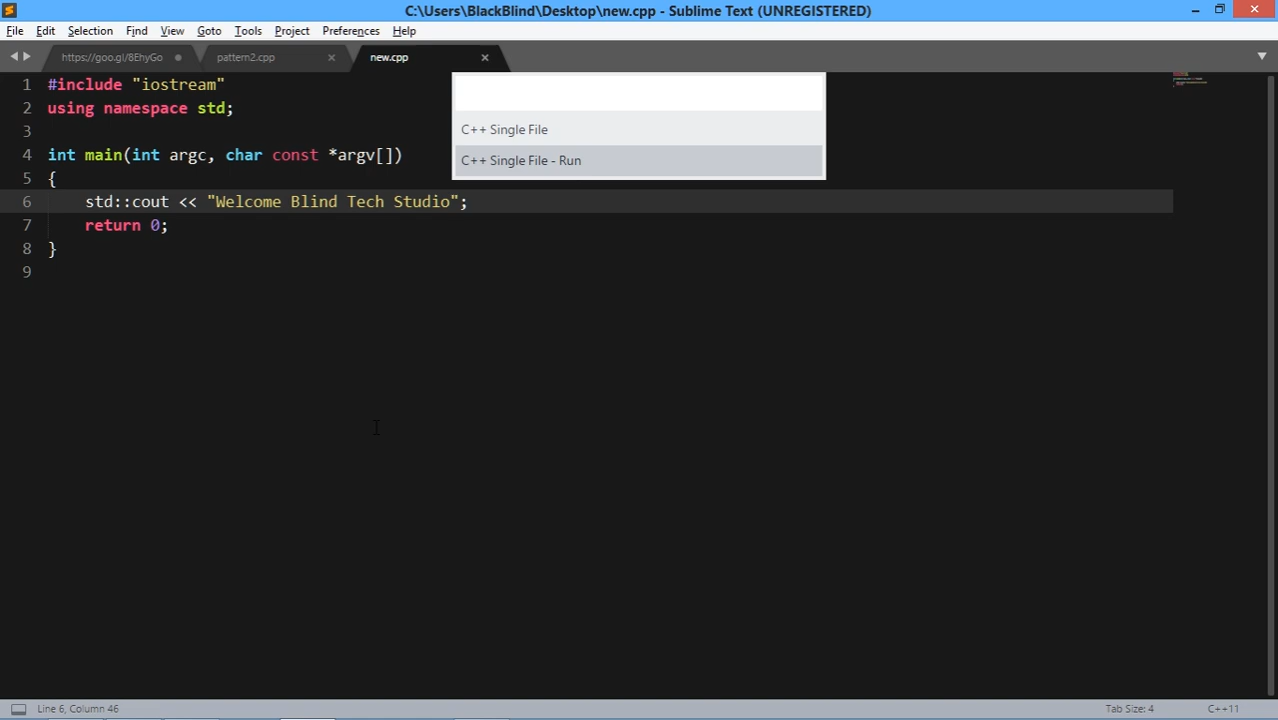 C:\Users\BlackBlind\Desktop\new.cpp - Sublime Text (UNREGISTERED)
File Edit Selection Find View Goto Tools Project Preferences Help
https://goo.gl/8EhyGo pattern2.cpp new.cpp
C++ Single File
C++ Single File - Run
1 #include "iostream"
2 using namespace std;
3
4 int main(int argc, char const *argv[])
5 {
6 std::cout << "Welcome Blind Tech Studio";
7 return 0;
8 }
9
Line 6, Column 46 Tab Size: 4 C++11